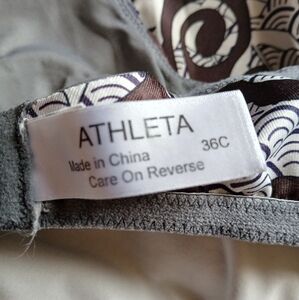 ATHLETA
36C
Made in China
Care On Reverse